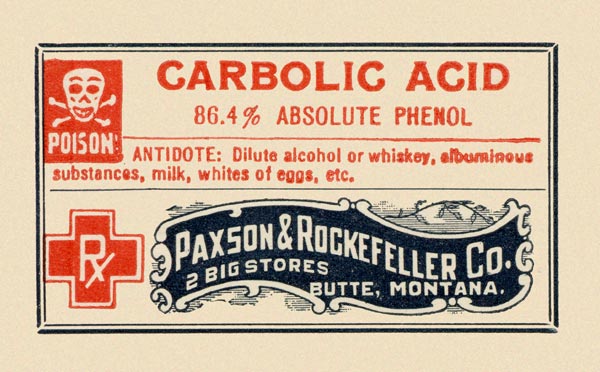 CARBOLIC ACID
86.4% ABSOLUTE PHENOL
POISON!
ANTIDOTE: Dilute alcohol or whiskey, albuminous
substances, milk, whites of eggs, etc.
Rx
PAXSON & ROCKEFELLER CO.
2 BIG STORES
BUTTE, MONTANA.